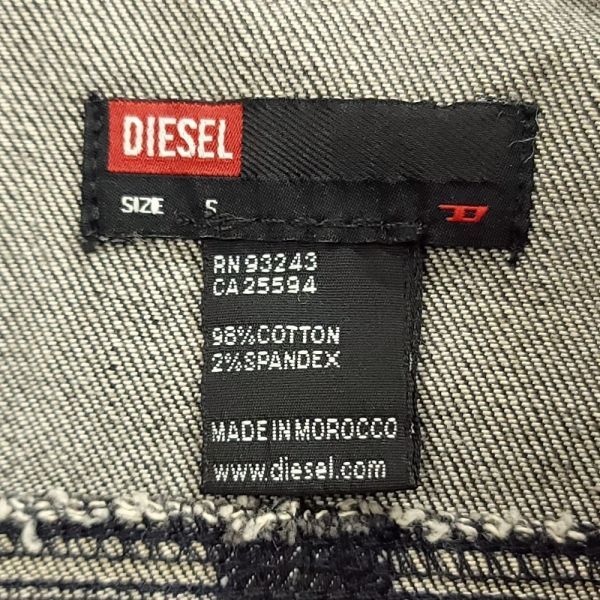 DIESEL
SIZE S
RN 93243
CA 25594
98% COTTON
2% SPANDEX
MADE IN MOROCCO
www.diesel.com